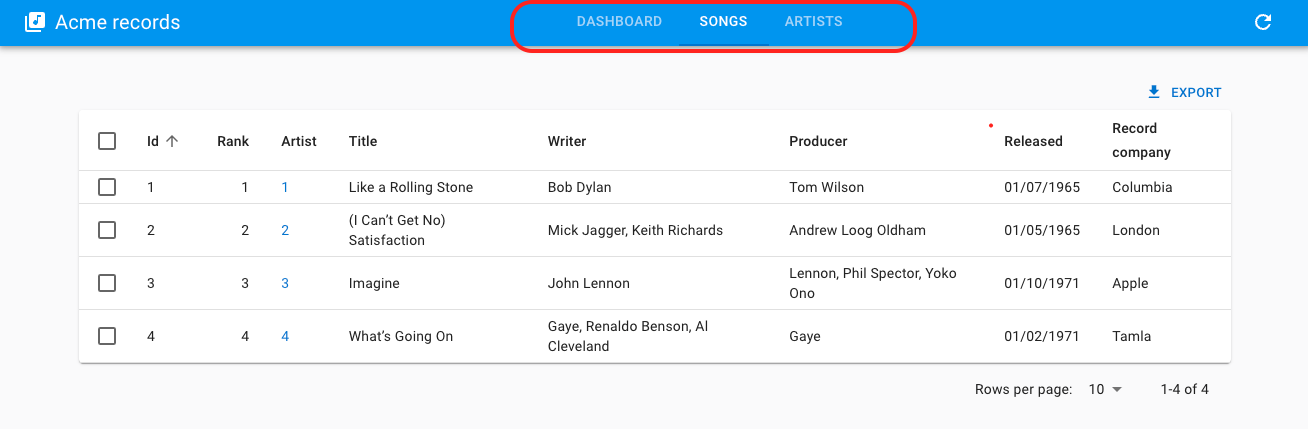 Acme records
DASHBOARD SONGS ARTISTS
EXPORT
Id Rank Artist Title Writer Producer Released Record
company
1 1 1 Like a Rolling Stone Bob Dylan Tom Wilson 01/07/1965 Columbia
2 2 2 (I Can’t Get No)
Satisfaction Mick Jagger, Keith Richards Andrew Loog Oldham 01/05/1965 London
3 3 3 Imagine John Lennon Lennon, Phil Spector, Yoko
Ono 01/10/1971 Apple
4 4 4 What’s Going On Gaye, Renaldo Benson, Al
Cleveland Gaye 01/02/1971 Tamla
Rows per page: 10 1-4 of 4